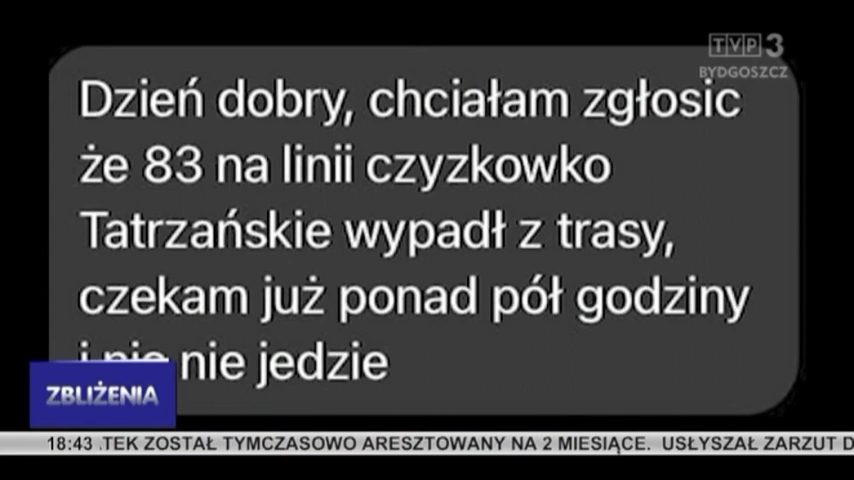 TVP3
BYDGOSZCZ
Dzień dobry, chciałam zgłosic
że 83 na linii czyzkowko
Tatrzańskie wypadł z trasy,
czekam już ponad pół godziny
nie jedzie
ZBLIŻENIA
18:43 .TEK ZOSTAŁ TYMCZASOWO ARESZTOWANY NA 2 MIESIĄCE. USŁYSZAŁ ZARZUT D